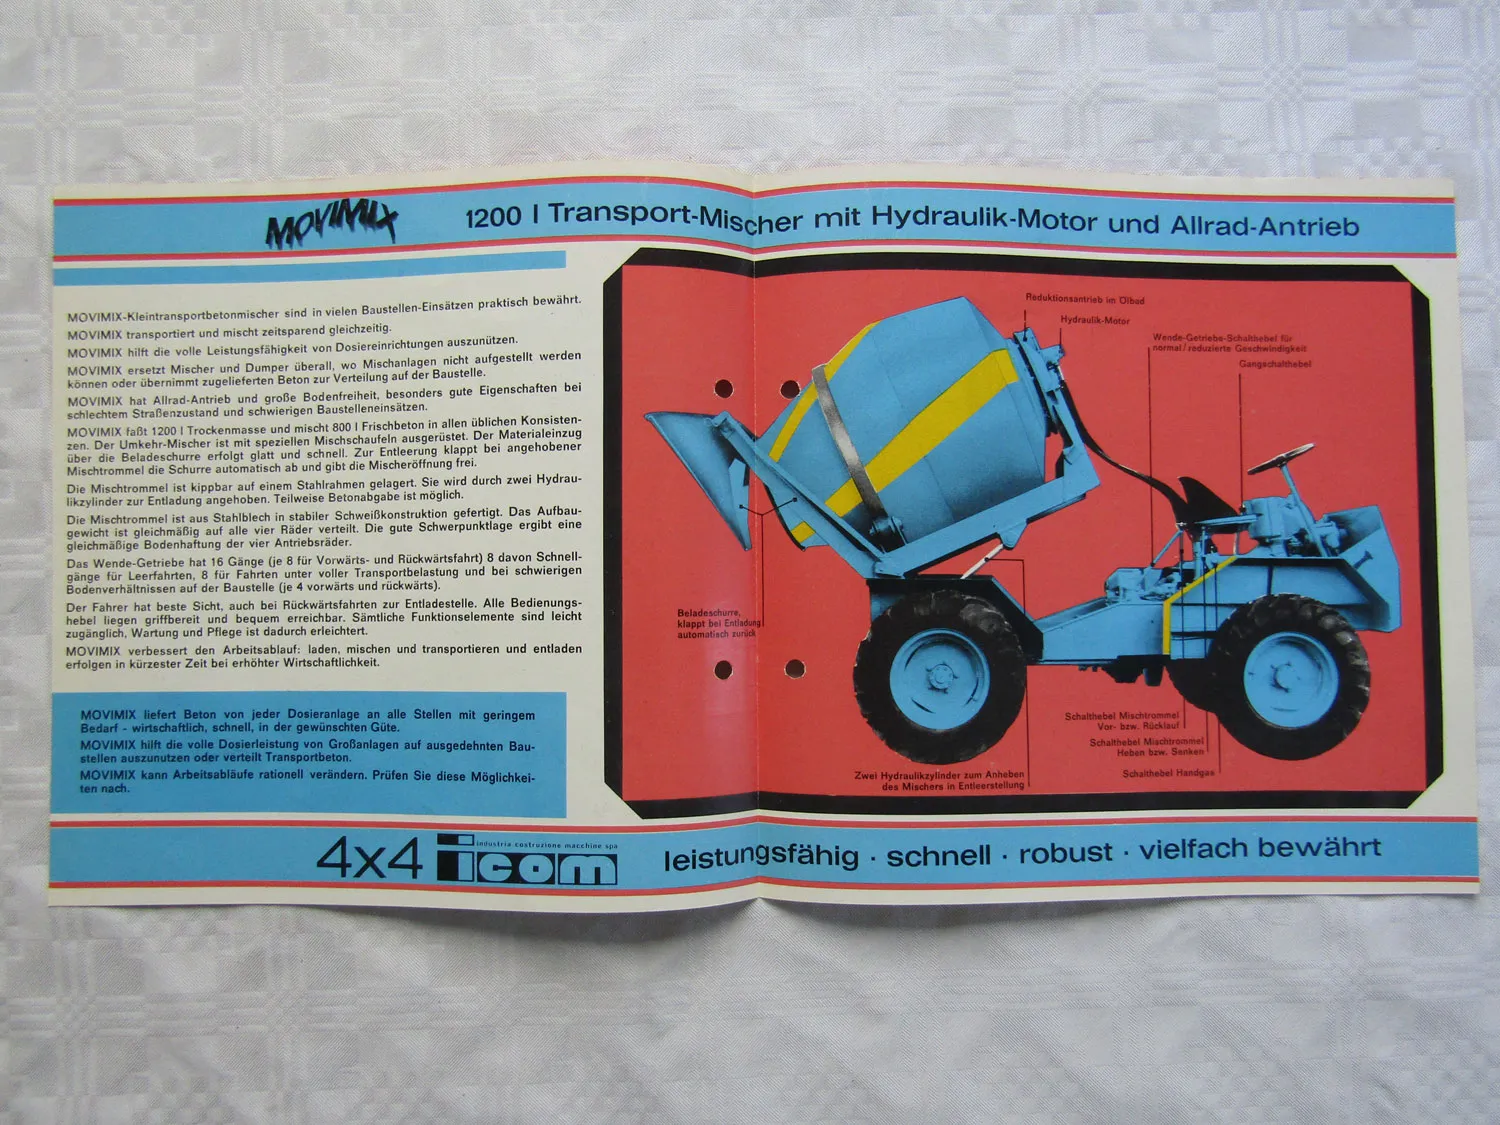 MOVIMIX 1200 l Transport-Mischer mit Hydraulik-Motor und Allrad-Antrieb
MOVIMIX-Kleintransportbetonmischer sind in vielen Baustellen-Einsätzen praktisch bewährt.
MOVIMIX transportiert und mischt zeitsparend gleichzeitig.
MOVIMIX hilft die volle Leistungsfähigkeit von Dosiereinrichtungen auszunützen.
MOVIMIX ersetzt Mischer und Dumper überall, wo Mischanlagen nicht aufgestellt werden
können oder übernimmt zugelieferten Beton zur Verteilung auf der Baustelle.
MOVIMIX hat Allrad-Antrieb und große Bodenfreiheit, besonders gute Eigenschaften bei
schlechtem Straßenzustand und schwierigen Baustelleneinsätzen.
MOVIMIX faßt 1200 l Trockenmasse und mischt 800 l Frischbeton in allen üblichen Konsisten-
zen. Der Umkehr-Mischer ist mit speziellen Mischschaufeln ausgerüstet. Der Materialeinzug
über die Beladeschurre erfolgt glatt und schnell. Zur Entleerung klappt bei angehobener
Mischtrommel die Schurre automatisch ab und gibt die Mischeröffnung frei.
Die Mischtrommel ist kippbar auf einem Stahlrahmen gelagert. Sie wird durch zwei Hydrau-
likzylinder zur Entladung angehoben. Teilweise Betonabgabe ist möglich.
Die Mischtrommel ist aus Stahlblech in stabiler Schweißkonstruktion gefertigt. Das Aufbau-
gewicht ist gleichmäßig auf alle vier Räder verteilt. Die gute Schwerpunktlage ergibt eine
gleichmäßige Bodenhaftung der vier Antriebsräder.
Das Wende-Getriebe hat 16 Gänge (je 8 für Vorwärts- und Rückwärtsfahrt) 8 davon Schnell-
gänge für Leerfahrten, 8 für Fahrten unter voller Transportbelastung und bei schwierigen
Bodenverhältnissen auf der Baustelle (je 4 vorwärts und rückwärts).
Der Fahrer hat beste Sicht, auch bei Rückwärtsfahrten zur Entladestelle. Alle Bedienungs-
hebel liegen griffbereit und bequem erreichbar. Sämtliche Funktionselemente sind leicht
zugänglich, Wartung und Pflege ist dadurch erleichtert.
MOVIMIX verbessert den Arbeitsablauf: laden, mischen und transportieren und entladen
erfolgen in kürzester Zeit bei erhöhter Wirtschaftlichkeit.
MOVIMIX liefert Beton von jeder Dosieranlage an alle Stellen mit geringem
Bedarf - wirtschaftlich, schnell, in der gewünschten Güte.
MOVIMIX hilft die volle Dosierleistung von Großanlagen auf ausgedehnten Bau-
stellen auszunutzen oder verteilt Transportbeton.
MOVIMIX kann Arbeitsabläufe rationell verändern. Prüfen Sie diese Möglichkei-
ten nach.
Reduktionsantrieb im Ölbad
Hydraulik-Motor
Wende-Getriebe-Schalthebel für
normal/reduzierte Geschwindigkeit
Gangschalthebel
Beladeschurre,
klappt bei Entladung
automatisch zurück
Schalthebel Mischtrommel
Vor- bzw. Rücklauf
Schalthebel Mischtrommel
Heben bzw. Senken
Schalthebel Handgas
Zwei Hydraulikzylinder zum Anheben
des Mischers in Entleerstellung
4x4 industria costruzione macchine spa
icom
leistungsfähig · schnell · robust · vielfach bewährt